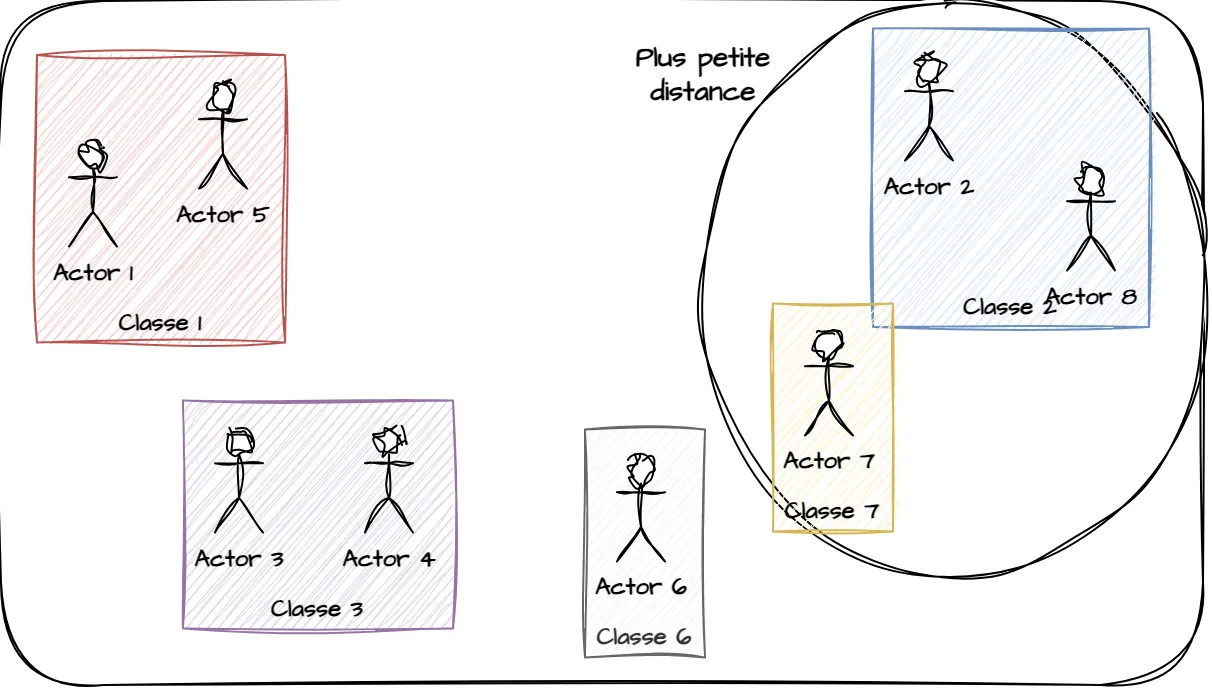 Plus petite
distance
Actor 5
Actor 1
Classe 1
Actor 2
Actor 8
Classe 2
Actor 7
Classe 7
Actor 3
Actor 4
Classe 3
Actor 6
Classe 6